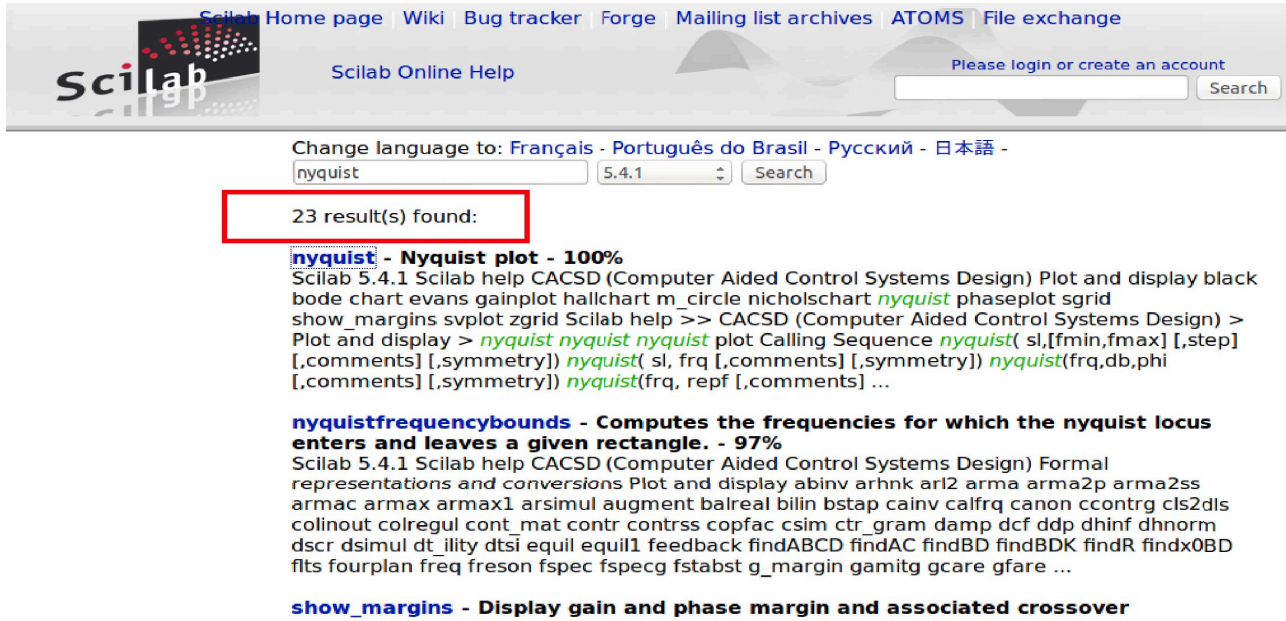 Scilab Home page | Wiki | Bug tracker | Forge | Mailing list archives | ATOMS | File exchange
Scilab
Scilab Online Help
Please login or create an account
Search
Change language to: Français - Português do Brasil - Русский - 日本語 -
nyquist 5.4.1 Search
23 result(s) found:
nyquist - Nyquist plot - 100%
Scilab 5.4.1 Scilab help CACSD (Computer Aided Control Systems Design) Plot and display black
bode chart evans gainplot hallchart m_circle nicholschart nyquist phaseplot sgrid
show_margins svplot zgrid Scilab help >> CACSD (Computer Aided Control Systems Design) >
Plot and display > nyquist nyquist nyquist plot Calling Sequence nyquist( sl,[fmin,fmax] [,step]
[,comments] [,symmetry]) nyquist( sl, frq [,comments] [,symmetry]) nyquist(frq,db,phi
[,comments] [,symmetry]) nyquist(frq, repf [,comments] ...
nyquistfrequencybounds - Computes the frequencies for which the nyquist locus
enters and leaves a given rectangle. - 97%
Scilab 5.4.1 Scilab help CACSD (Computer Aided Control Systems Design) Formal
representations and conversions Plot and display abinv arhnk arl2 arma arma2p arma2ss
armac armax armax1 arsimul augment balreal bilin bstap cainv calfrq canon ccontrg cls2dls
colinout colregul cont_mat contr contrss copfac csim ctr_gram damp dcf ddp dhinf dhnorm
dscr dsimul dt_ility dtsi equil equil1 feedback findABCD findAC findBD findBDK findR findx0BD
flts fourplan freq freson fspec fspecg fstabst g_margin gamitg gcare gfare ...
show_margins - Display gain and phase margin and associated crossover